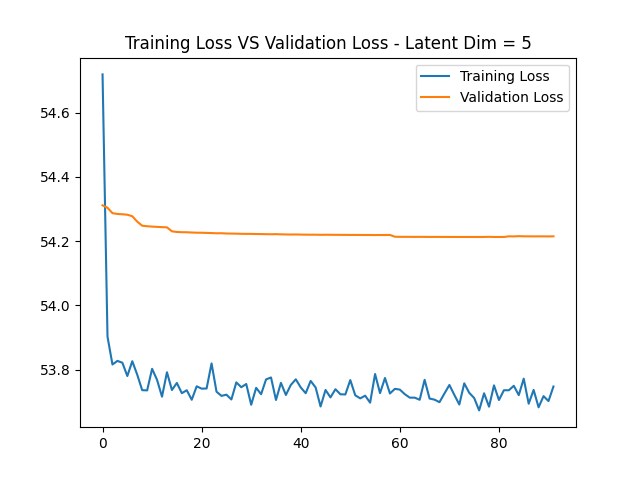 Training Loss VS Validation Loss - Latent Dim = 5
Training Loss
Validation Loss
54.6
54.4
54.2
54.0
53.8
0 20 40 60 80